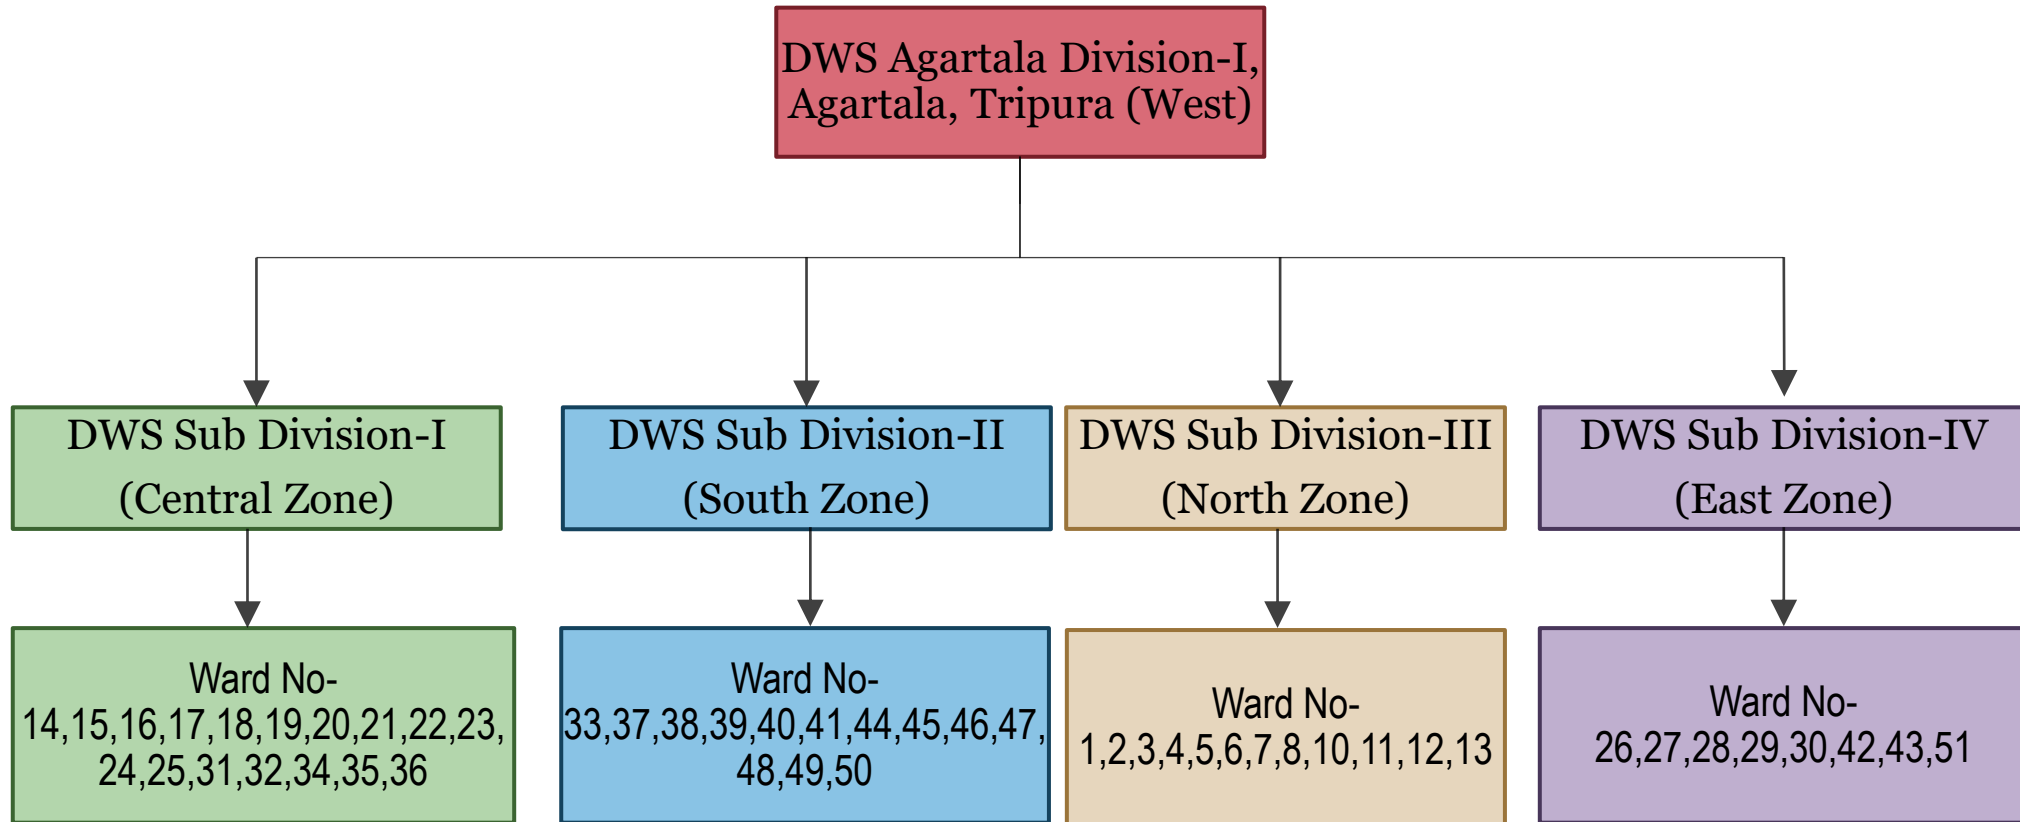 DWS Agartala Division-I,
Agartala, Tripura (West)
DWS Sub Division-I
(Central Zone)
DWS Sub Division-II
(South Zone)
DWS Sub Division-III
(North Zone)
DWS Sub Division-IV
(East Zone)
Ward No-
14,15,16,17,18,19,20,21,22,23,
24,25,31,32,34,35,36
Ward No-
33,37,38,39,40,41,44,45,46,47,
48,49,50
Ward No-
1,2,3,4,5,6,7,8,10,11,12,13
Ward No-
26,27,28,29,30,42,43,51